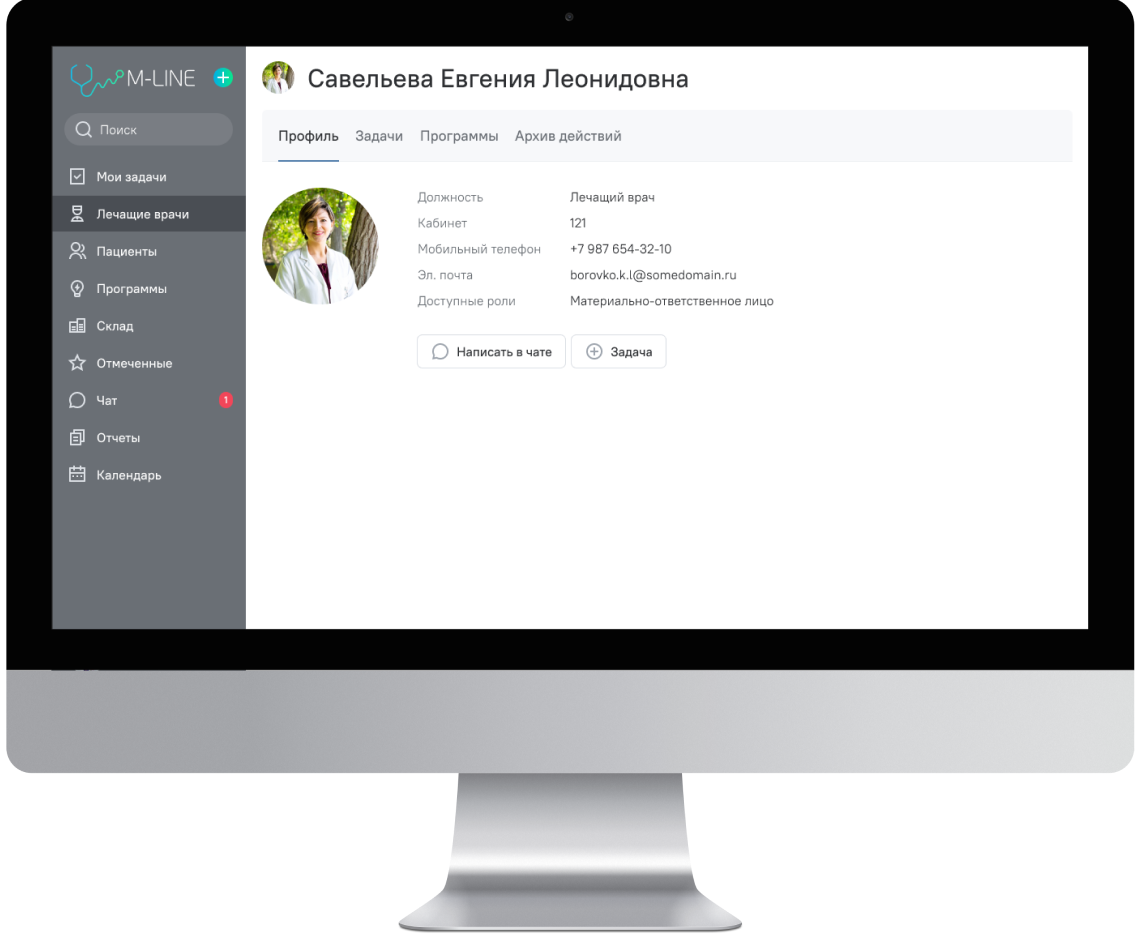 M-LINE
Поиск
Мои задачи
Лечащие врачи
Пациенты
Программы
Склад
Отмеченные
Чат 1
Отчеты
Календарь
Савельева Евгения Леонидовна
Профиль Задачи Программы Архив действий
Должность Лечащий врач
Кабинет 121
Мобильный телефон +7 987 654-32-10
Эл. почта borovko.k.l@somedomain.ru
Доступные роли Материально-ответственное лицо
Написать в чате Задача